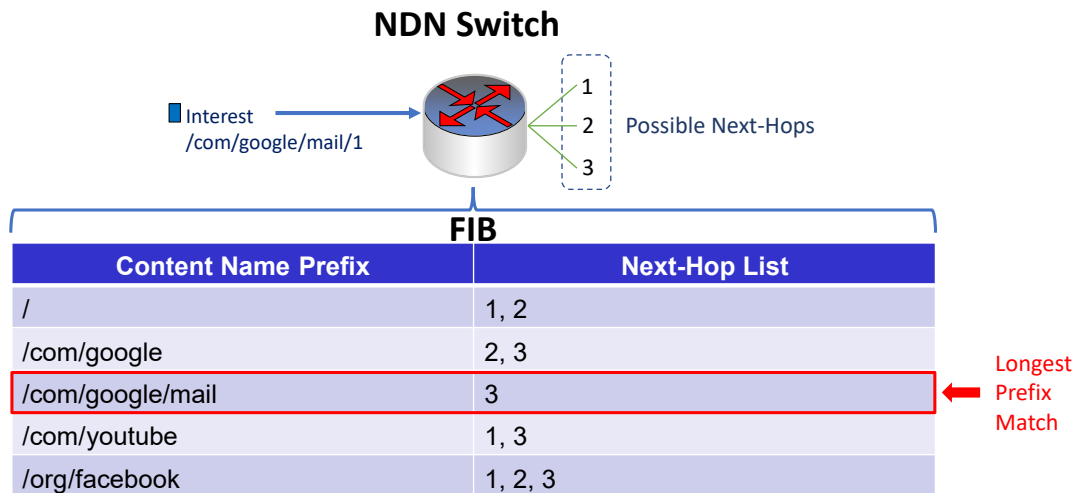 NDN Switch
Interest
/com/google/mail/1
1
2
3
Possible Next-Hops
FIB
Content Name Prefix Next-Hop List
/ 1, 2
/com/google 2, 3
/com/google/mail 3
/com/youtube 1, 3
/org/facebook 1, 2, 3
Longest
Prefix
Match